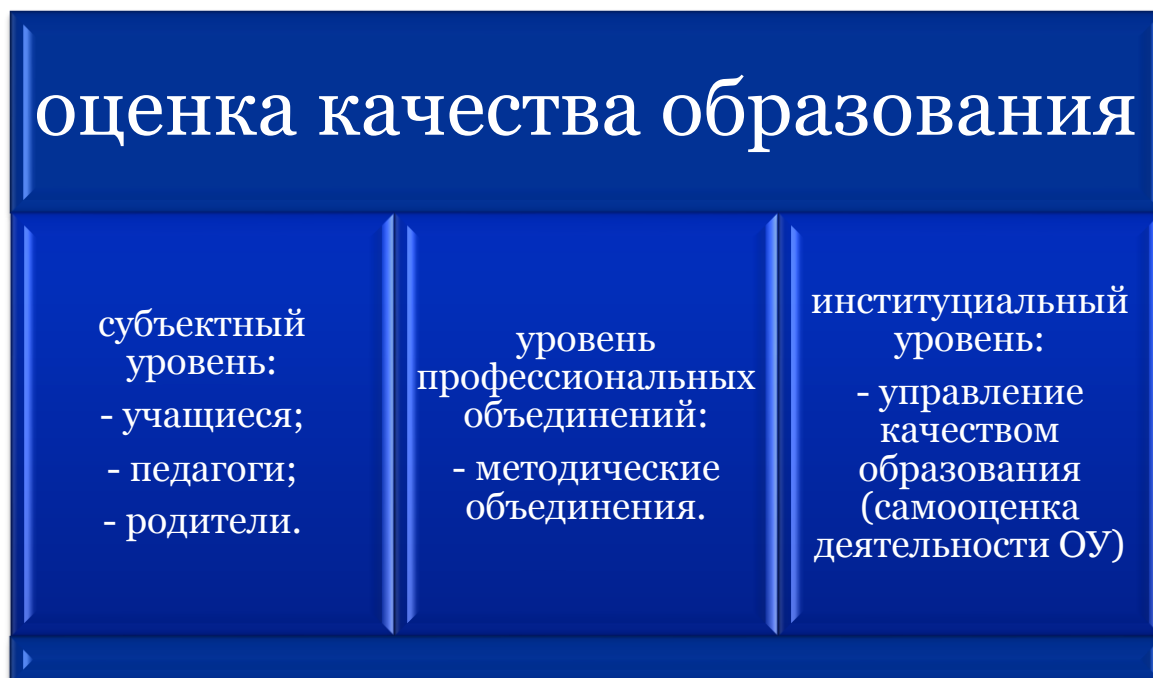 оценка качества образования
субъектный
уровень:
- учащиеся;
- педагоги;
- родители.
уровень
профессиональных
объединений:
- методические
объединения.
институциальный
уровень:
- управление
качеством
образования
(самооценка
деятельности ОУ)